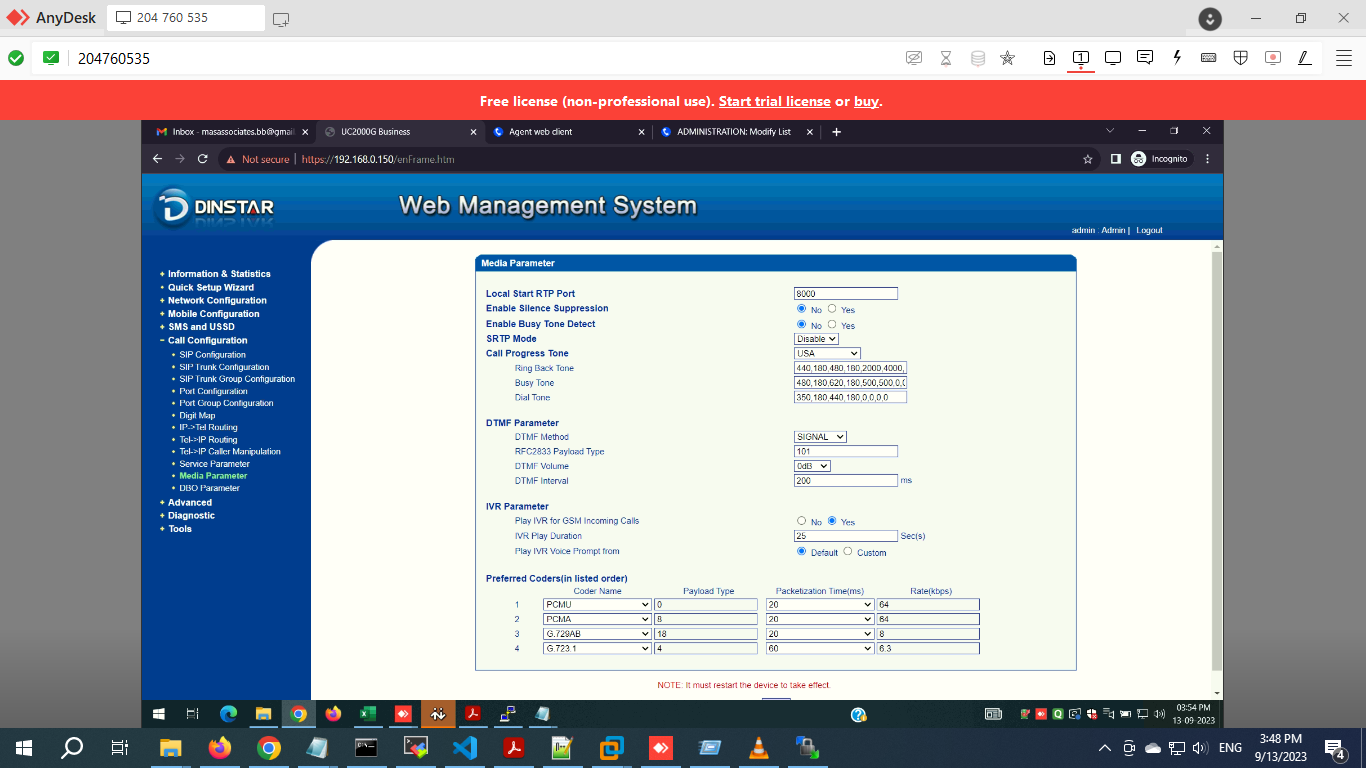 AnyDesk 204 760 535
204760535
1
Free license (non-professional use). Start trial license or buy.
Inbox - masassociates.bb@gmai UC2000G Business Agent web client ADMINISTRATION: Modify List
Not secure https://192.168.0.150/enFrame.htm Incognito
DINSTAR Web Management System
admin : Admin | Logout
Information & Statistics
Quick Setup Wizard
Network Configuration
Mobile Configuration
SMS and USSD
Call Configuration
SIP Configuration
SIP Trunk Configuration
SIP Trunk Group Configuration
Port Configuration
Port Group Configuration
Digit Map
IP->Tel Routing
Tel->IP Routing
Tel->IP Caller Manipulation
Service Parameter
Media Parameter
DBO Parameter
Advanced
Diagnostic
Tools
Media Parameter
Local Start RTP Port 8000
Enable Silence Suppression No Yes
Enable Busy Tone Detect No Yes
SRTP Mode Disable
Call Progress Tone USA
Ring Back Tone 440,180,480,180,2000,4000,
Busy Tone 480,180,620,180,500,500,0,0
Dial Tone 350,180,440,180,0,0,0,0
DTMF Parameter
DTMF Method SIGNAL
RFC2833 Payload Type 101
DTMF Volume 0dB
DTMF Interval 200 ms
IVR Parameter
Play IVR for GSM Incoming Calls No Yes
IVR Play Duration 25 Sec(s)
Play IVR Voice Prompt from Default Custom
Preferred Coders(in listed order)
Coder Name Payload Type Packetization Time(ms) Rate(kbps)
1 PCMU 0 20 64
2 PCMA 8 20 64
3 G.729AB 18 20 8
4 G.723.1 4 60 6.3
NOTE: It must restart the device to take effect.
03:54 PM
13-09-2023
ENG
3:48 PM
9/13/2023
4